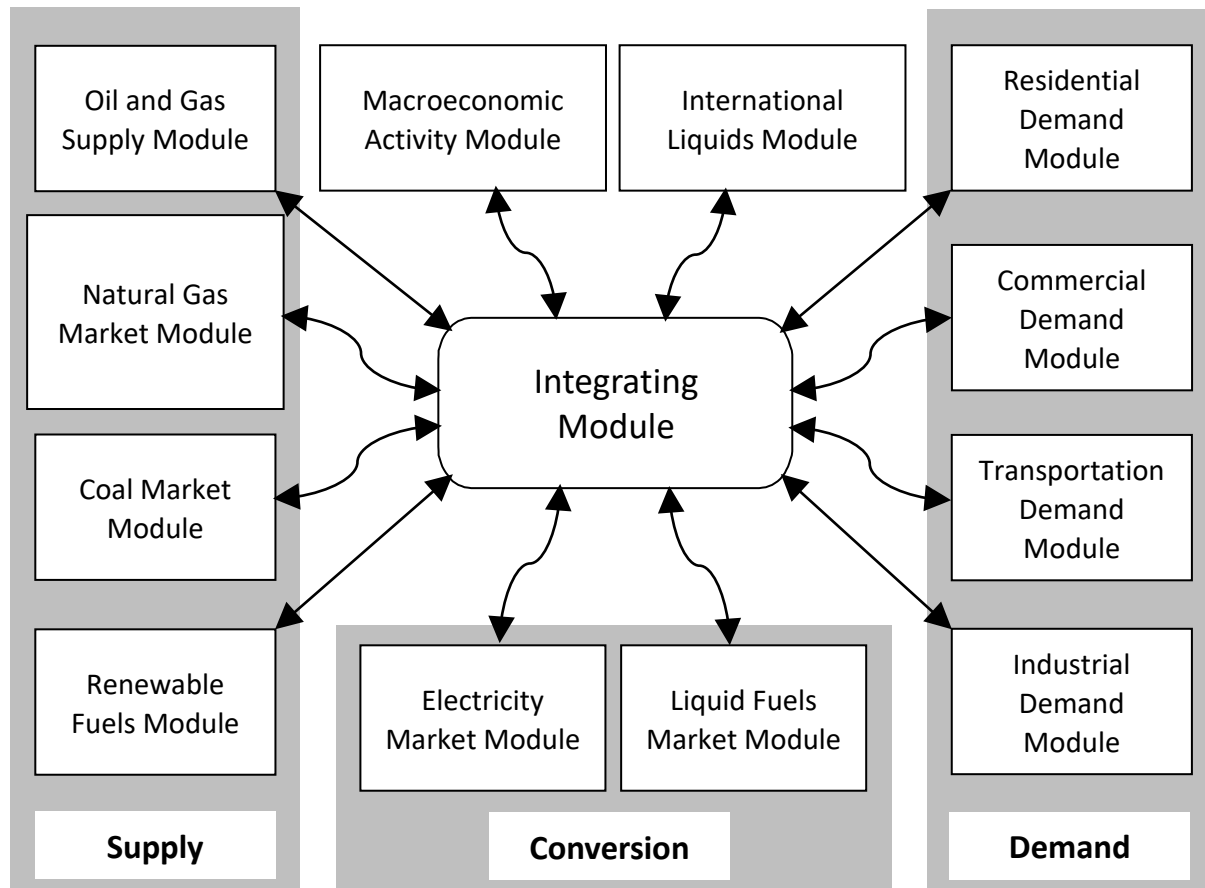 Oil and Gas
Supply Module
Macroeconomic
Activity Module
International
Liquids Module
Residential
Demand
Module
Natural Gas
Market Module
Commercial
Demand
Module
Integrating
Module
Coal Market
Module
Transportation
Demand
Module
Renewable
Fuels Module
Electricity
Market Module
Liquid Fuels
Market Module
Industrial
Demand
Module
Supply
Conversion
Demand